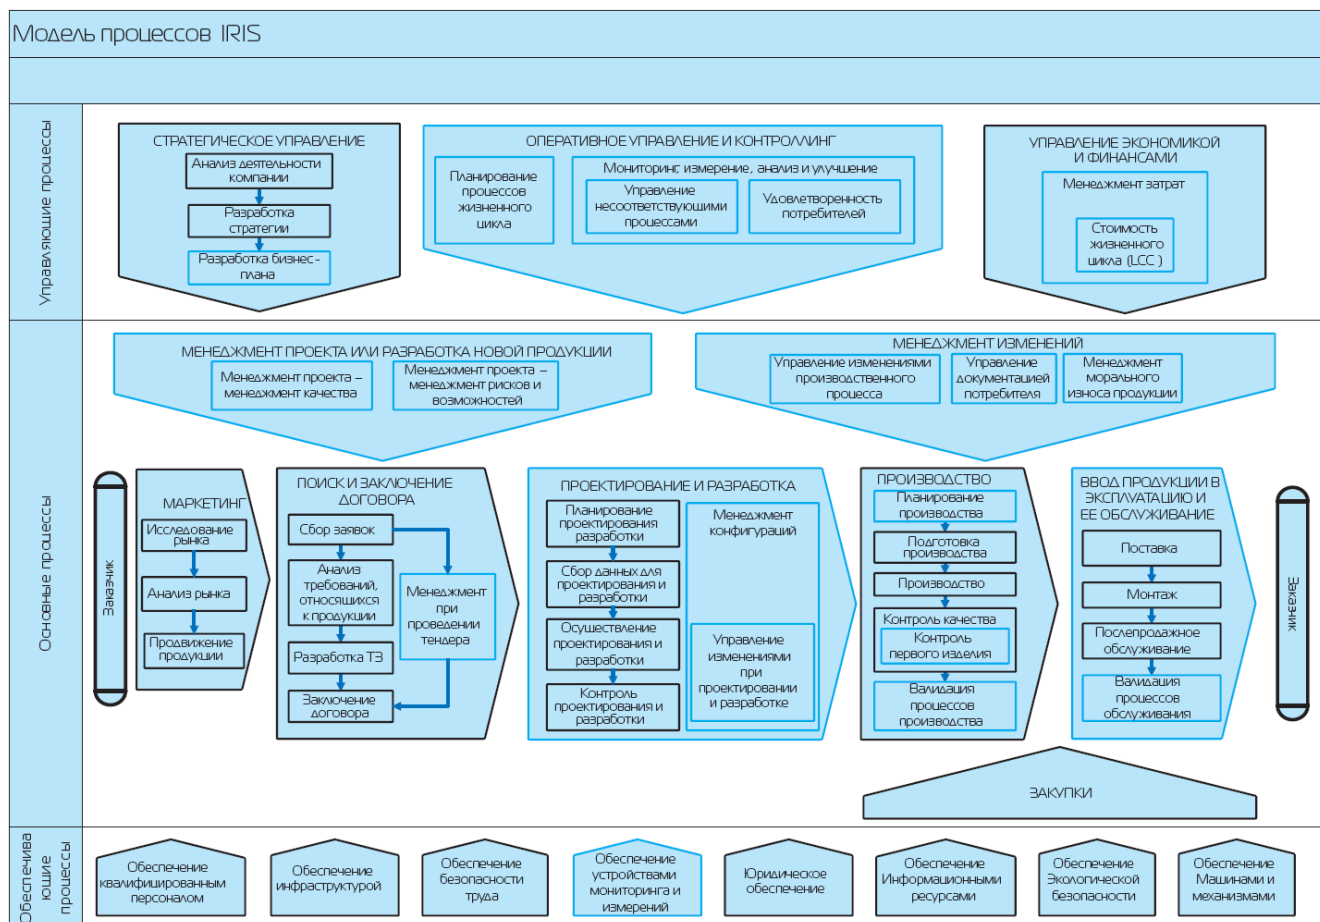 Модель процессов IRIS
Управляющие процессы
СТРАТЕГИЧЕСКОЕ УПРАВЛЕНИЕ
Анализ деятельности
компании
Разработка
стратегии
Разработка бизнес-
плана
ОПЕРАТИВНОЕ УПРАВЛЕНИЕ И КОНТРОЛЛИНГ
Планирование
процессов
жизненного
цикла
Мониторинг, измерение, анализ и улучшение
Управление
несоответствующими
процессами
Удовлетворенность
потребителей
УПРАВЛЕНИЕ ЭКОНОМИКОЙ
И ФИНАНСАМИ
Менеджмент затрат
Стоимость
жизненного
цикла (LCC )
Основные процессы
МЕНЕДЖМЕНТ ПРОЕКТА ИЛИ РАЗРАБОТКА НОВОЙ ПРОДУКЦИИ
Менеджмент проекта –
менеджмент качества
Менеджмент проекта –
менеджмент рисков и
возможностей
МЕНЕДЖМЕНТ ИЗМЕНЕНИЙ
Управление изменениями
производственного
процесса
Управление
документацией
потребителя
Менеджмент
морального
износа продукции
Заказчик
МАРКЕТИНГ
Исследование
рынка
Анализ рынка
Продвижение
продукции
ПОИСК И ЗАКЛЮЧЕНИЕ
ДОГОВОРА
Сбор заявок
Анализ
требований,
относящихся
к продукции
Разработка ТЗ
Заключение
договора
Менеджмент
при
проведении
тендера
ПРОЕКТИРОВАНИЕ И РАЗРАБОТКА
Планирование
проектирования
разработки
Сбор данных для
проектирования и
разработки
Осуществление
проектирования и
разработки
Контроль
проектирования и
разработки
Менеджмент
конфигураций
Управление
изменениями
при
проектировании
и разработке
ПРОИЗВОДСТВО
Планирование
производства
Подготовка
производства
Производство
Контроль качества
Контроль
первого изделия
Валидация
процессов
производства
ВВОД ПРОДУКЦИИ В
ЭКСПЛУАТАЦИЮ И
ЕЕ ОБСЛУЖИВАНИЕ
Поставка
Монтаж
Послепродажное
обслуживание
Валидация
процессов
обслуживания
Заказник
ЗАКУПКИ
Обеспечива
ющие
процессы
Обеспечение
квалифицированным
персоналом
Обеспечение
инфраструктурой
Обеспечение
безопасности
труда
Обеспечение
устройствами
мониторинга и
измерений
Юридическое
обеспечение
Обеспечение
Информационными
ресурсами
Обеспечение
Экологической
безопасности
Обеспечение
Машинами и
механизмами